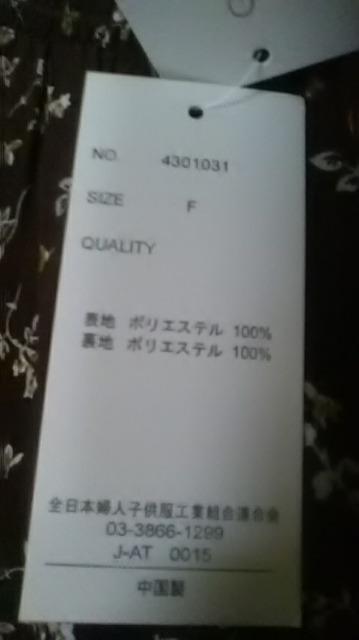 NO. 4301031
SIZE F
QUALITY
表地 ポリエステル 100%
裏地 ポリエステル 100%
全日本婦人子供服工業組合連合会
03-3866-1299
J-AT 0015
中国製